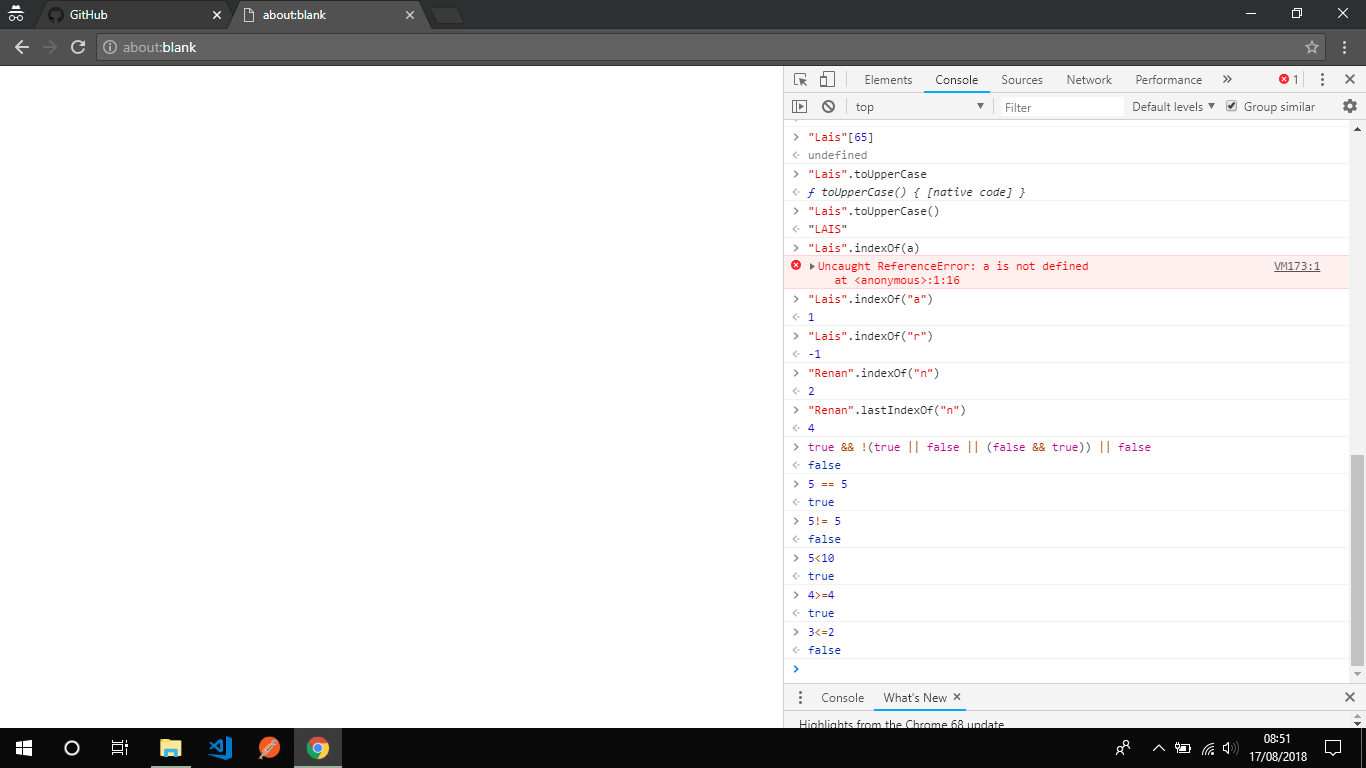 GitHub
about:blank
about:blank
Elements Console Sources Network Performance » 1
top Filter Default levels Group similar
"Lais"[65]
undefined
"Lais".toUpperCase
ƒ toUpperCase() { [native code] }
"Lais".toUpperCase()
"LAIS"
"Lais".indexOf(a)
Uncaught ReferenceError: a is not defined VM173:1
at <anonymous>:1:16
"Lais".indexOf("a")
1
"Lais".indexOf("r")
-1
"Renan".indexOf("n")
2
"Renan".lastIndexOf("n")
4
true && !(true || false || (false && true)) || false
false
5 == 5
true
5!= 5
false
5<10
true
4>=4
true
3<=2
false
Console What's New
Highlights from the Chrome 68 update
08:51
17/08/2018